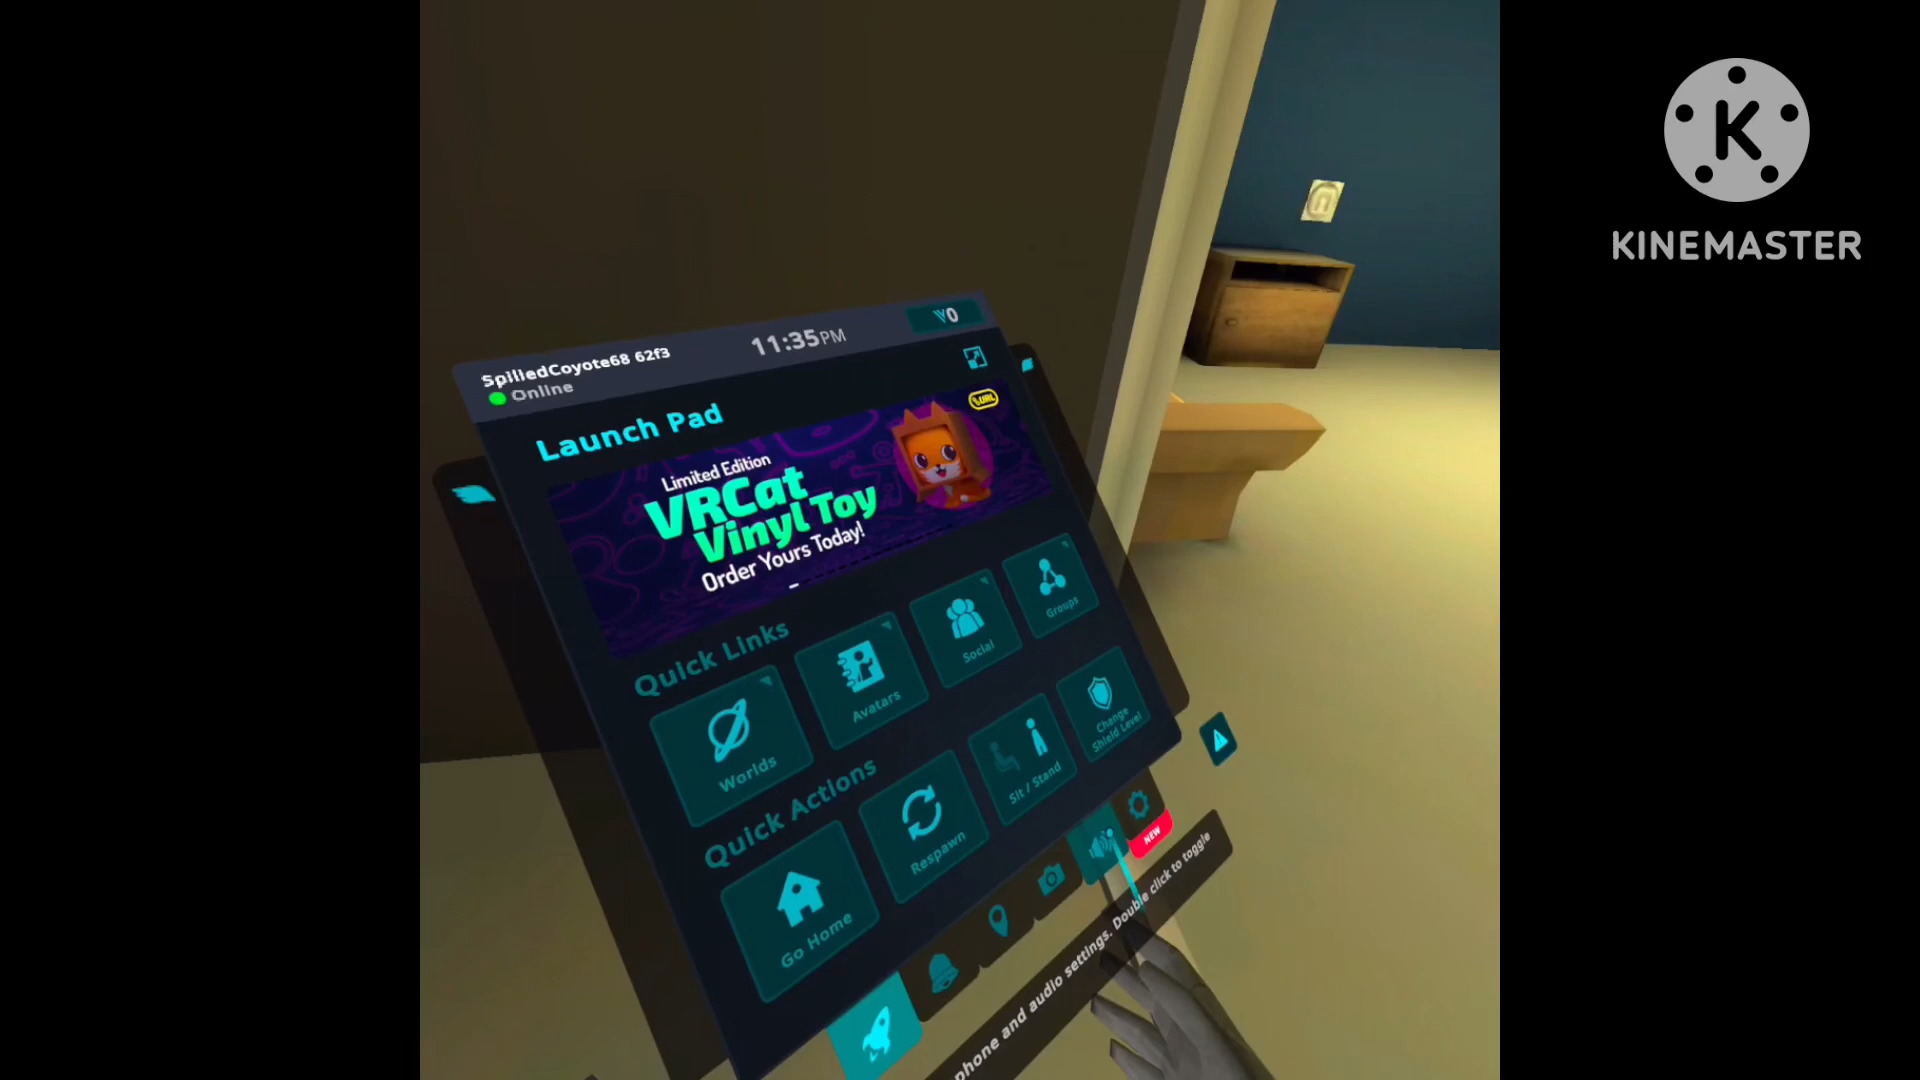 KINEMASTER
SpilledCoyote68 62f3
Online
11:35PM
0
Launch Pad
URL
Limited Edition
VRCat
Vinyl Toy
Order Yours Today!
Quick Links
Worlds
Avatars
Social
Groups
Quick Actions
Go Home
Respawn
Sit / Stand
Change
Shield Level
NEW
phone and audio settings. Double click to toggle